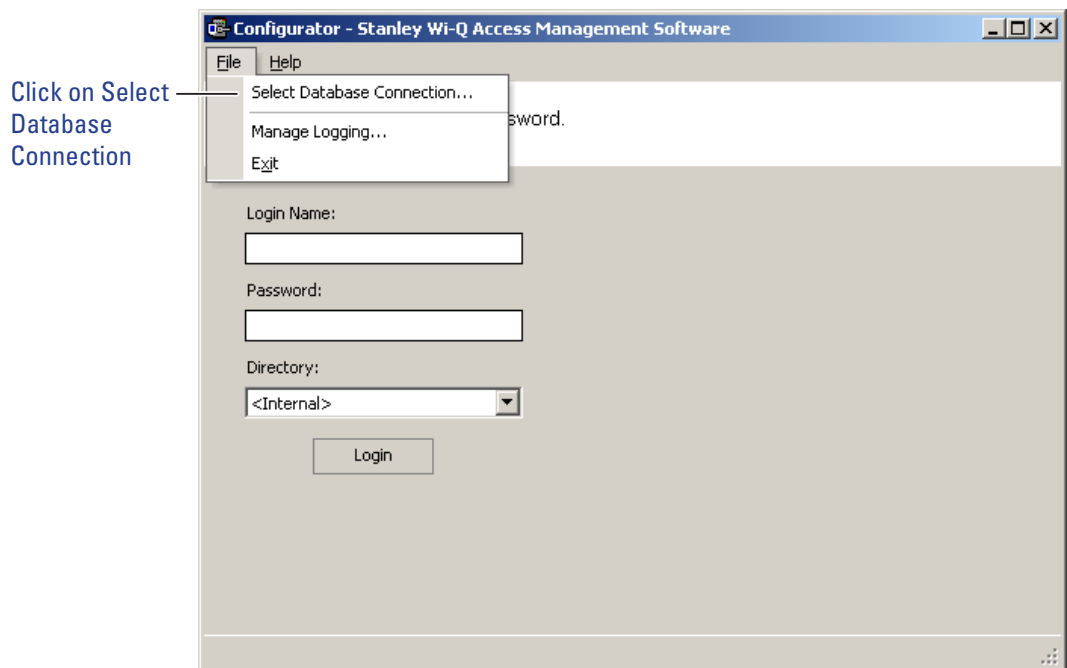 Configurator - Stanley Wi-Q Access Management Software
File Help
Click on Select
Database
Connection
Select Database Connection...
sword.
Manage Logging...
Exit
Login Name:
Password:
Directory:
<Internal>
Login